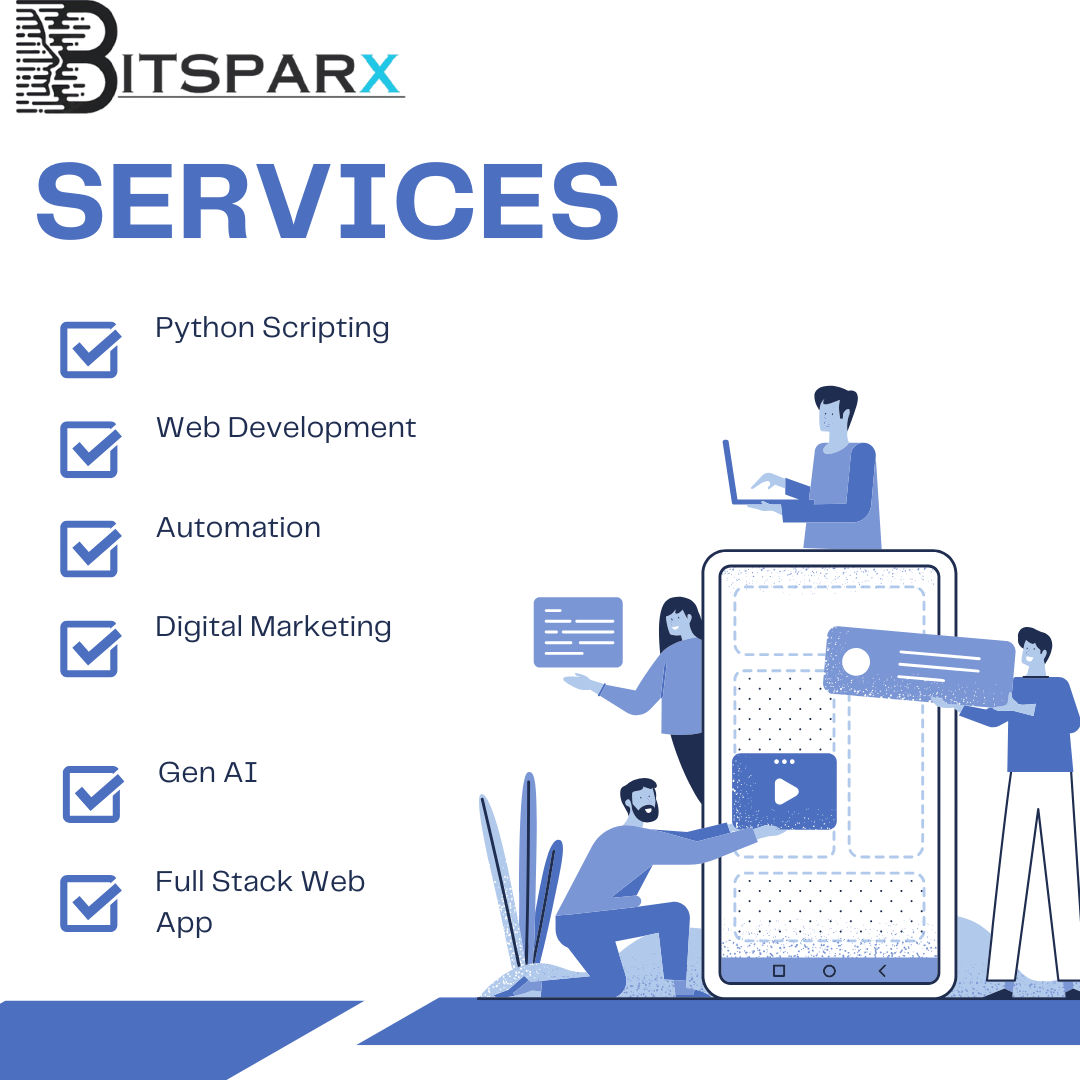 BITSPARX
SERVICES
Python Scripting
Web Development
Automation
Digital Marketing
Gen AI
Full Stack Web
App